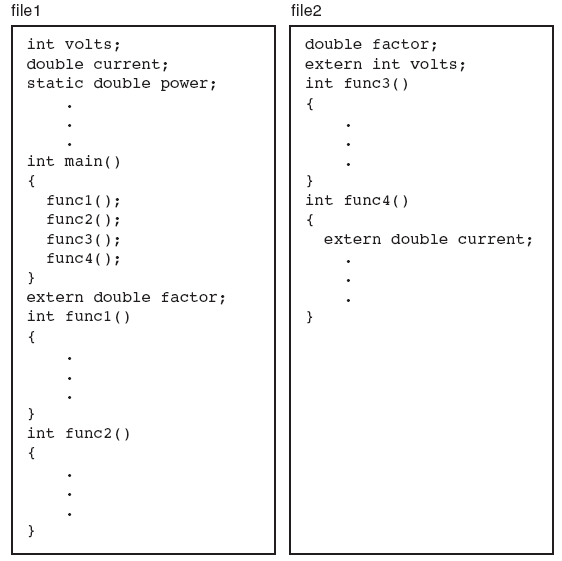 file1
int volts;
double current;
static double power;
.
.
.
int main()
{
func1();
func2();
func3();
func4();
}
extern double factor;
int func1()
{
.
.
.
}
int func2()
{
.
.
.
}
file2
double factor;
extern int volts;
int func3()
{
.
.
.
}
int func4()
{
extern double current;
.
.
.
}